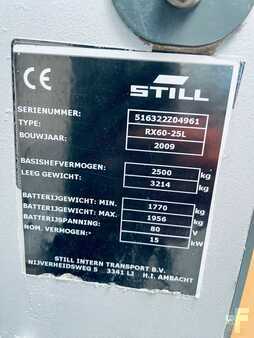 CE STILL
SERIENUMMER: 516322Z04961
TYPE: RX60-25L
BOUWJAAR: 2009
BASISHEFVERMOGEN: 2500 kg
LEEG GEWICHT: 3214 kg
BATTERIJGEWICHT: MIN. 1770 kg
BATTERIJGEWICHT: MAX. 1956 kg
BATTERIJSPANNING: 80 V
NOM. VERMOGEN: 15 kW
STILL INTERN TRANSPORT B.V.
NIJVERHEIDSWEG 5 3341 LJ H.I. AMBACHT